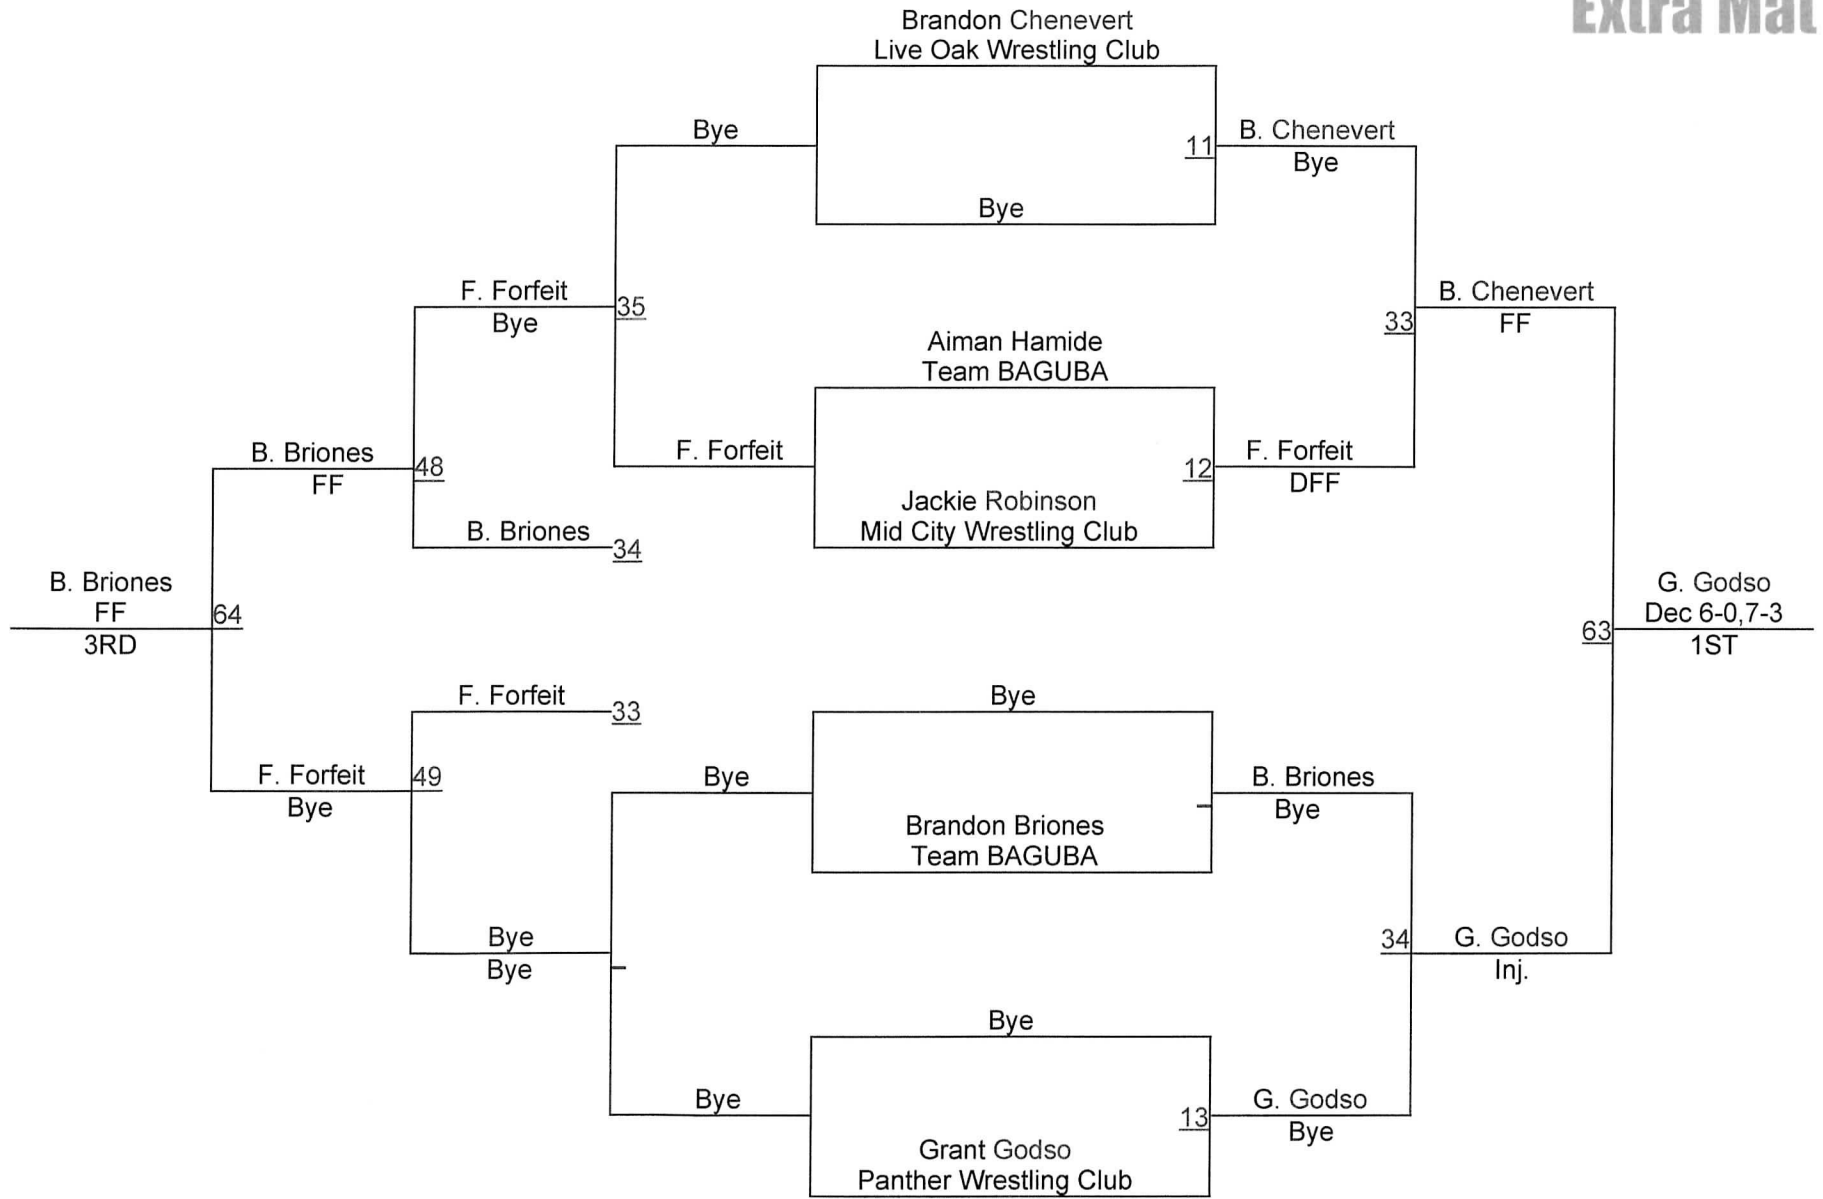 Extra Mat
Brandon Chenevert
Live Oak Wrestling Club
Bye
11
B. Chenevert
Bye
Bye
F. Forfeit
Bye
35
B. Chenevert
FF
33
Aiman Hamide
Team BAGUBA
B. Briones
FF
48
F. Forfeit
12
F. Forfeit
DFF
Jackie Robinson
Mid City Wrestling Club
B. Briones
34
B. Briones
FF
3RD
64
G. Godso
Dec 6-0,7-3
1ST
63
F. Forfeit
33
Bye
F. Forfeit
Bye
49
Bye
B. Briones
Bye
Brandon Briones
Team BAGUBA
Bye
Bye
34
G. Godso
Inj.
Bye
Bye
13
G. Godso
Bye
Grant Godso
Panther Wrestling Club